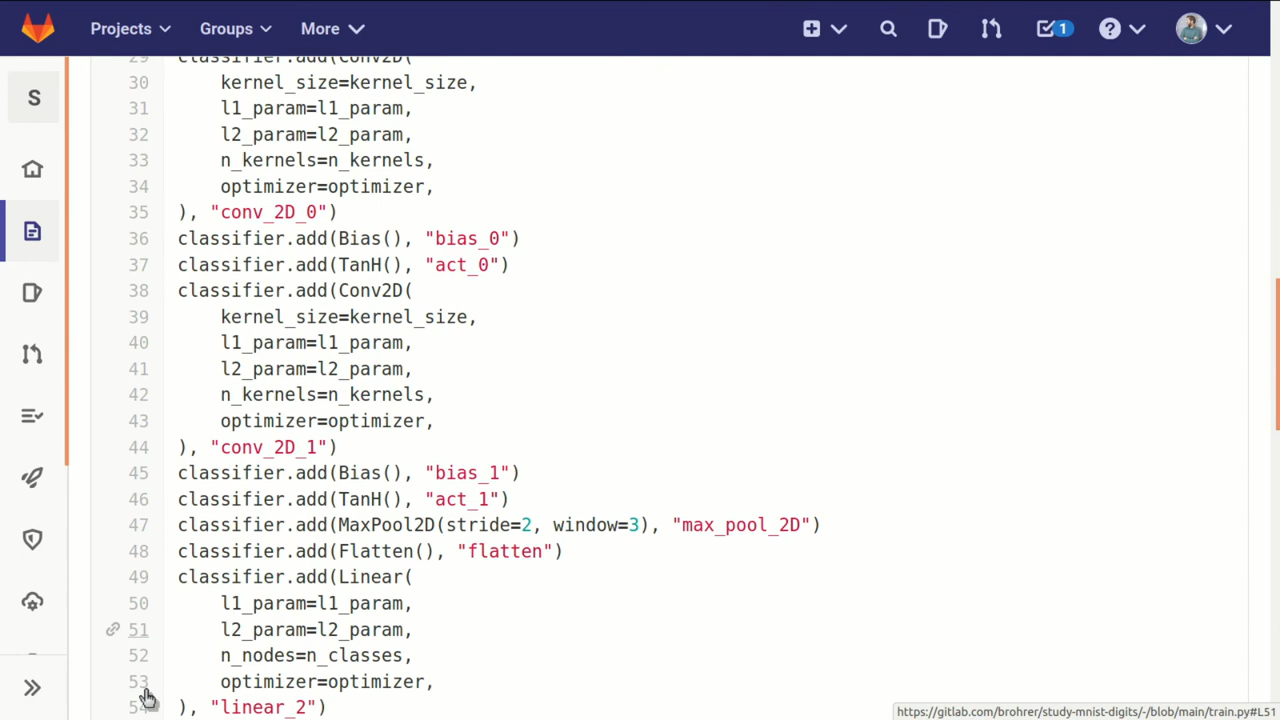 Projects Groups More 1
S
29 classifier.add(Conv2D(
30 kernel_size=kernel_size,
31 l1_param=l1_param,
32 l2_param=l2_param,
33 n_kernels=n_kernels,
34 optimizer=optimizer,
35 ), "conv_2D_0")
36 classifier.add(Bias(), "bias_0")
37 classifier.add(TanH(), "act_0")
38 classifier.add(Conv2D(
39 kernel_size=kernel_size,
40 l1_param=l1_param,
41 l2_param=l2_param,
42 n_kernels=n_kernels,
43 optimizer=optimizer,
44 ), "conv_2D_1")
45 classifier.add(Bias(), "bias_1")
46 classifier.add(TanH(), "act_1")
47 classifier.add(MaxPool2D(stride=2, window=3), "max_pool_2D")
48 classifier.add(Flatten(), "flatten")
49 classifier.add(Linear(
50 l1_param=l1_param,
51 l2_param=l2_param,
52 n_nodes=n_classes,
53 optimizer=optimizer,
54 ), "linear_2")
https://gitlab.com/brohrer/study-mnist-digits/-/blob/main/train.py#L51